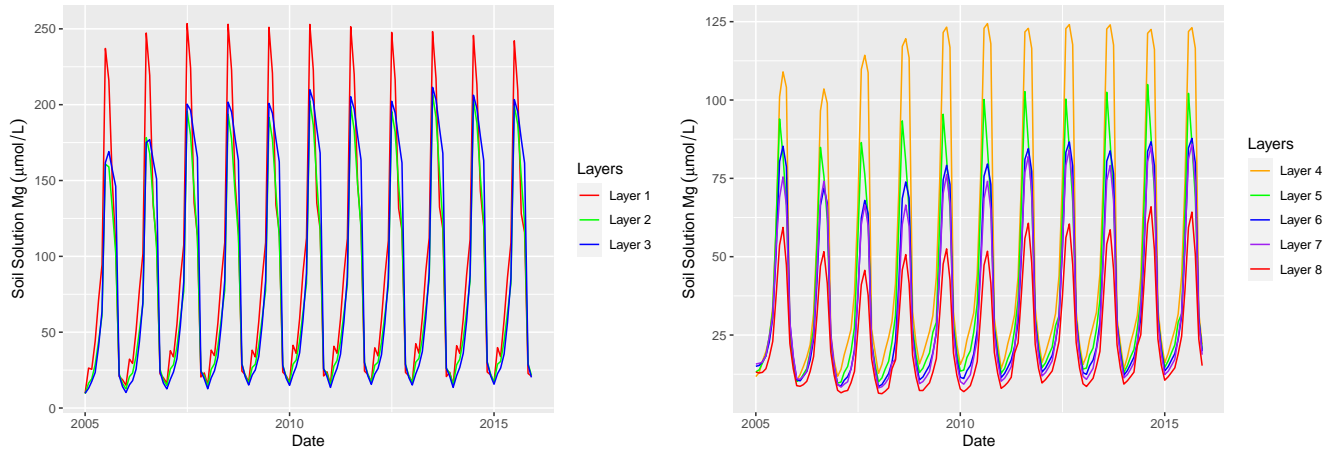 250
200
150
100
50
0
Soil Solution Mg (μmol/L)
2005
2010
2015
Date
Layers
Layer 1
Layer 2
Layer 3
125
100
75
50
25
Soil Solution Mg (μmol/L)
2005
2010
2015
Date
Layers
Layer 4
Layer 5
Layer 6
Layer 7
Layer 8